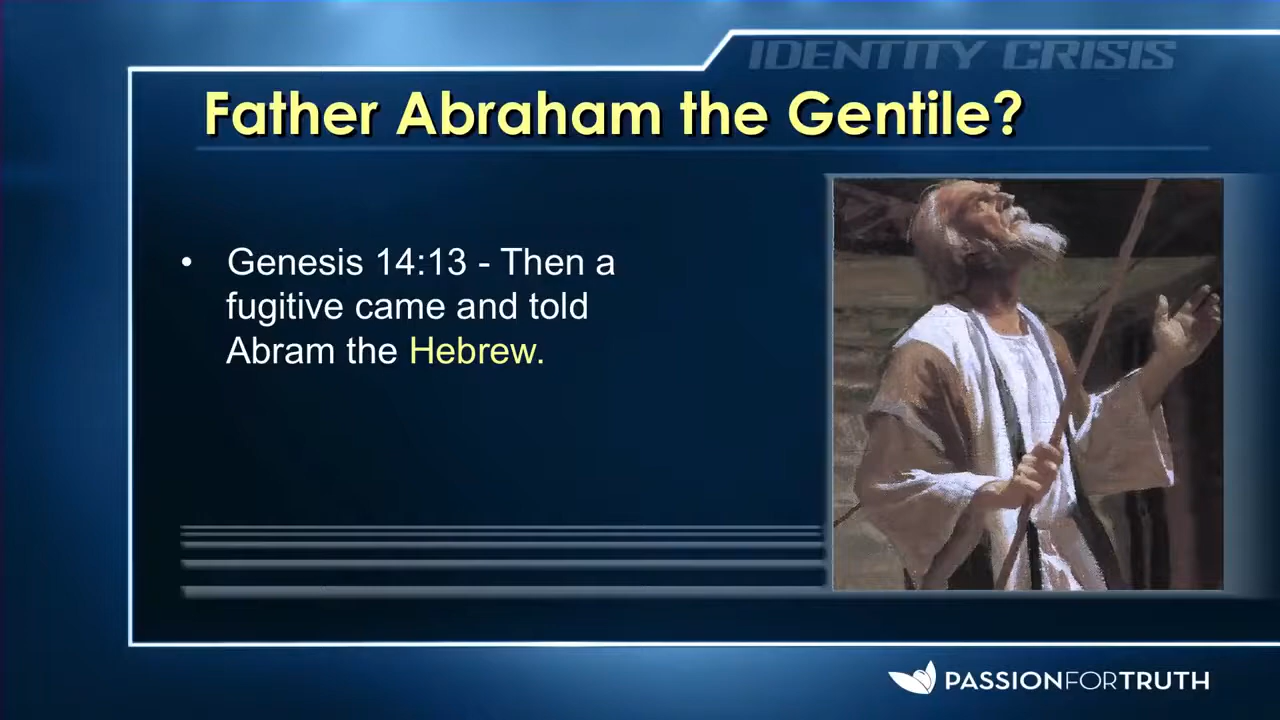 IDENTITY CRISIS
Father Abraham the Gentile?
• Genesis 14:13 - Then a
fugitive came and told
Abram the Hebrew.
PASSIONFORTRUTH